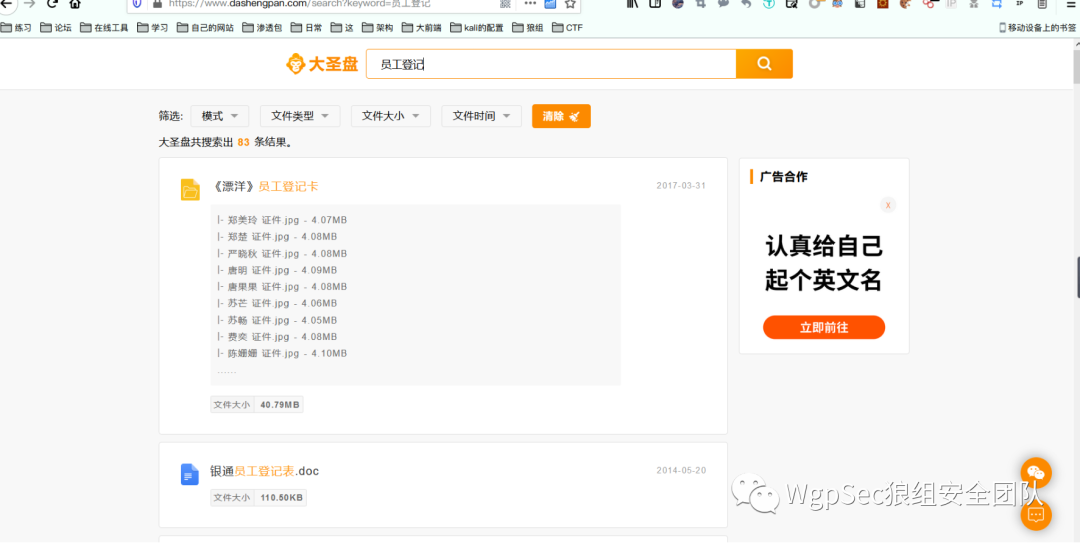 https://www.dashengpan.com/search?keyword=员工登记
练习 论坛 在线工具 学习 自己的网站 渗透包 日常 这 架构 大前端 kali的配置 狼组 CTF 移动设备上的书签
大圣盘 员工登记
筛选: 模式 文件类型 文件大小 文件时间 清除
大圣盘共搜索出 83 条结果。
《漂洋》员工登记卡 2017-03-31
|- 郑美玲 证件.jpg - 4.07MB
|- 郑楚 证件.jpg - 4.08MB
|- 严晓秋 证件.jpg - 4.08MB
|- 唐明 证件.jpg - 4.09MB
|- 唐果果 证件.jpg - 4.08MB
|- 苏芒 证件.jpg - 4.06MB
|- 苏畅 证件.jpg - 4.05MB
|- 费奕 证件.jpg - 4.08MB
|- 陈姗姗 证件.jpg - 4.10MB
......
文件大小 40.79MB
银通员工登记表.doc 2014-05-20
文件大小 110.50KB
广告合作
x
认真给自己
起个英文名
立即前往
WgpSec狼组安全团队